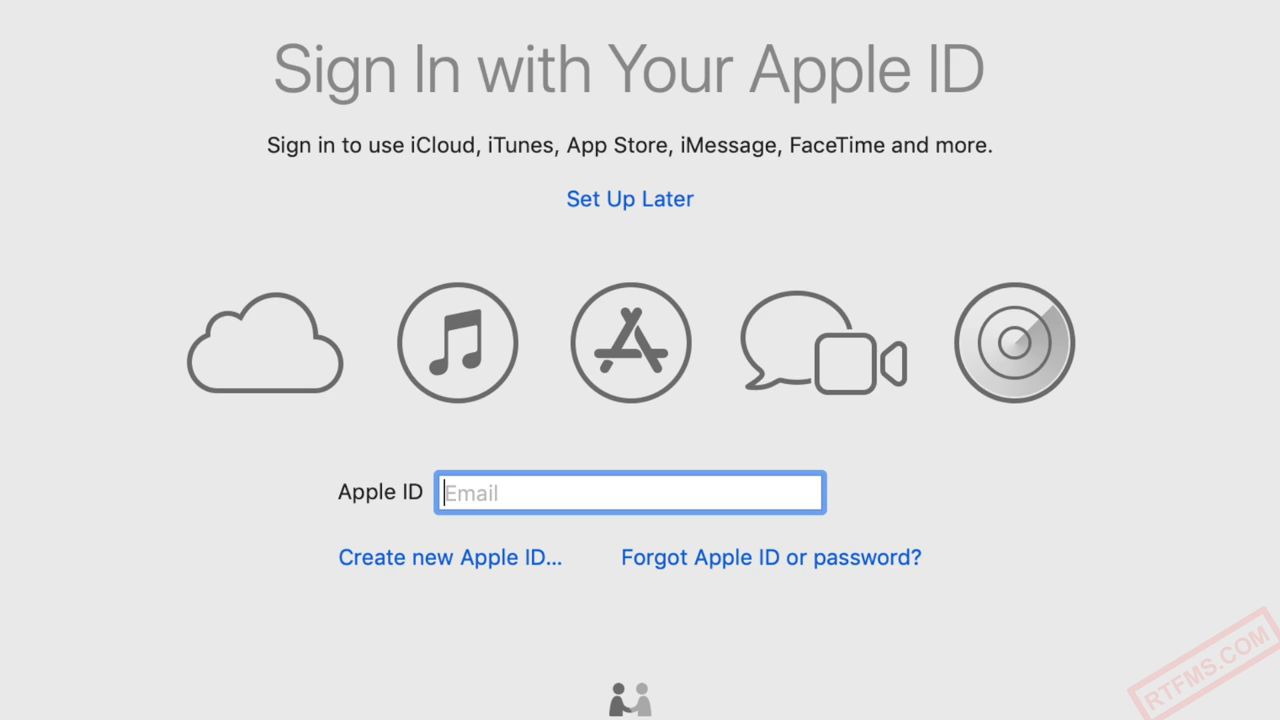 Sign In with Your Apple ID
Sign in to use iCloud, iTunes, App Store, iMessage, FaceTime and more.
Set Up Later
Apple ID Email
Create new Apple ID... Forgot Apple ID or password?
RTFMS.COM